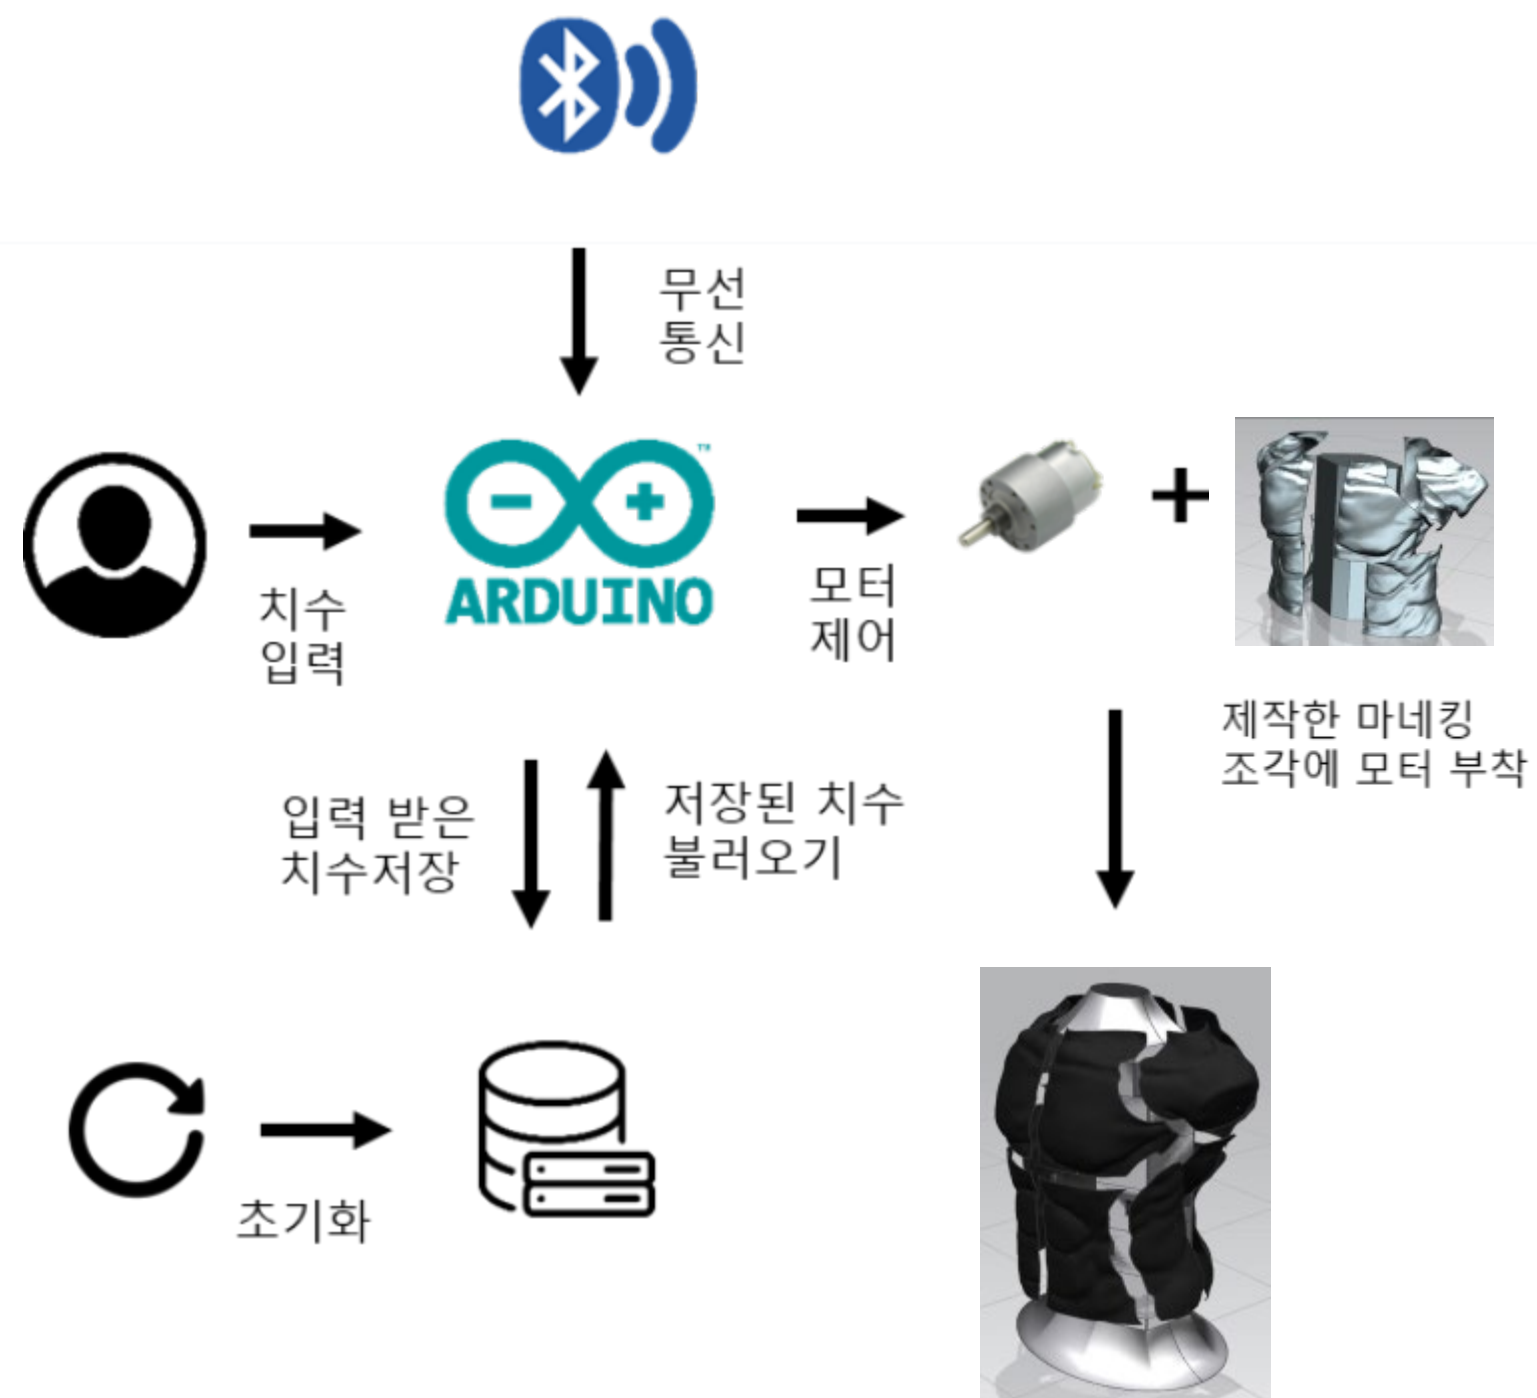 무선
통신
™
ARDUINO
치수
입력
모터
제어
제작한 마네킹
조각에 모터 부착
입력 받은
치수저장
저장된 치수
불러오기
초기화